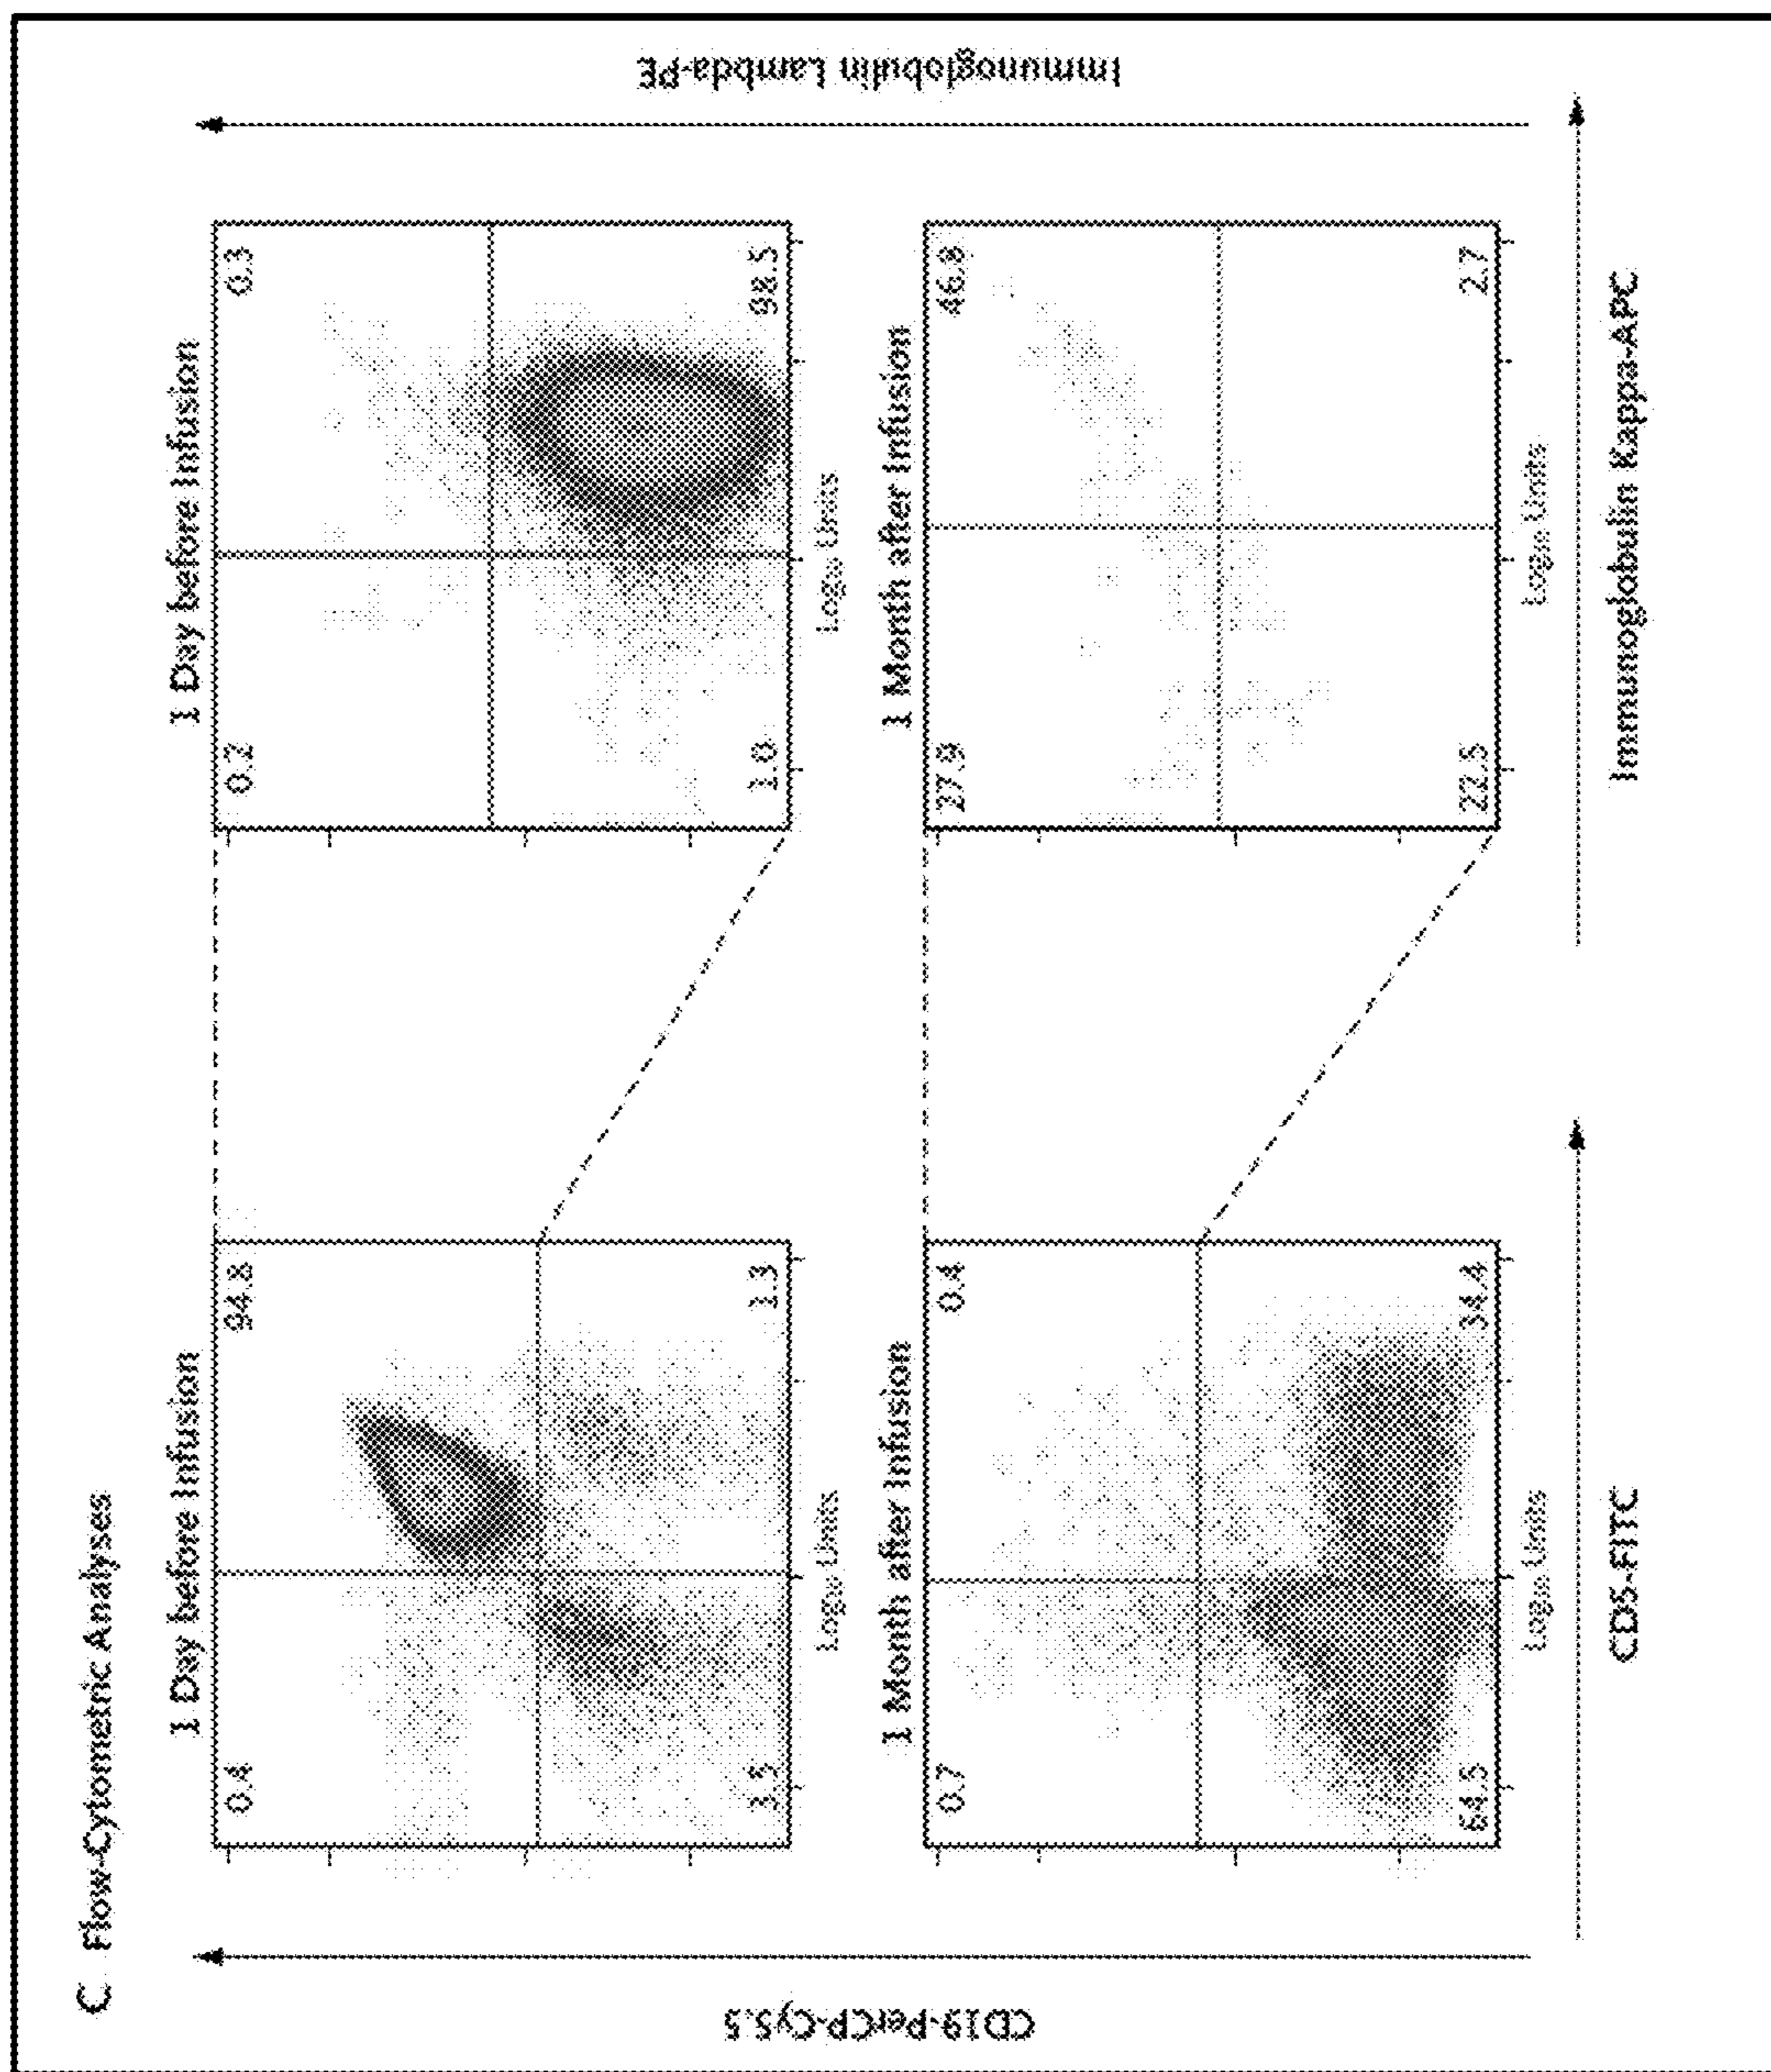 C Flow-Cytometric Analyses
1 Day before Infusion
1 Day before Infusion
0.4 94.8
0.2 0.3
3.5 1.3
1.0 98.5
Log₁₀ Units
Log₁₀ Units
CD19-PerCP-Cy5.5
Immunoglobulin Lambda-PE
1 Month after Infusion
1 Month after Infusion
0.7 0.4
27.9 46.8
64.5 34.4
22.5 2.7
Log₁₀ Units
Log₁₀ Units
CD5-FITC
Immunoglobulin Kappa-APC